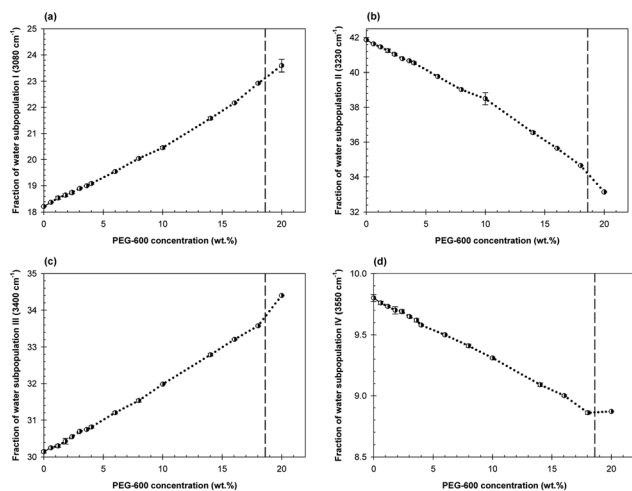 (a)
Fraction of water subpopulation I (3080 cm⁻¹)
25
24
23
22
21
20
19
18
0 5 10 15 20
PEG-600 concentration (wt.%)
(b)
Fraction of water subpopulation II (3230 cm⁻¹)
42
40
38
36
34
32
0 5 10 15 20
PEG-600 concentration (wt.%)
(c)
Fraction of water subpopulation III (3400 cm⁻¹)
35
34
33
32
31
30
0 5 10 15 20
PEG-600 concentration (wt.%)
(d)
Fraction of water subpopulation IV (3550 cm⁻¹)
10.0
9.5
9.0
8.5
0 5 10 15 20
PEG-600 concentration (wt.%)